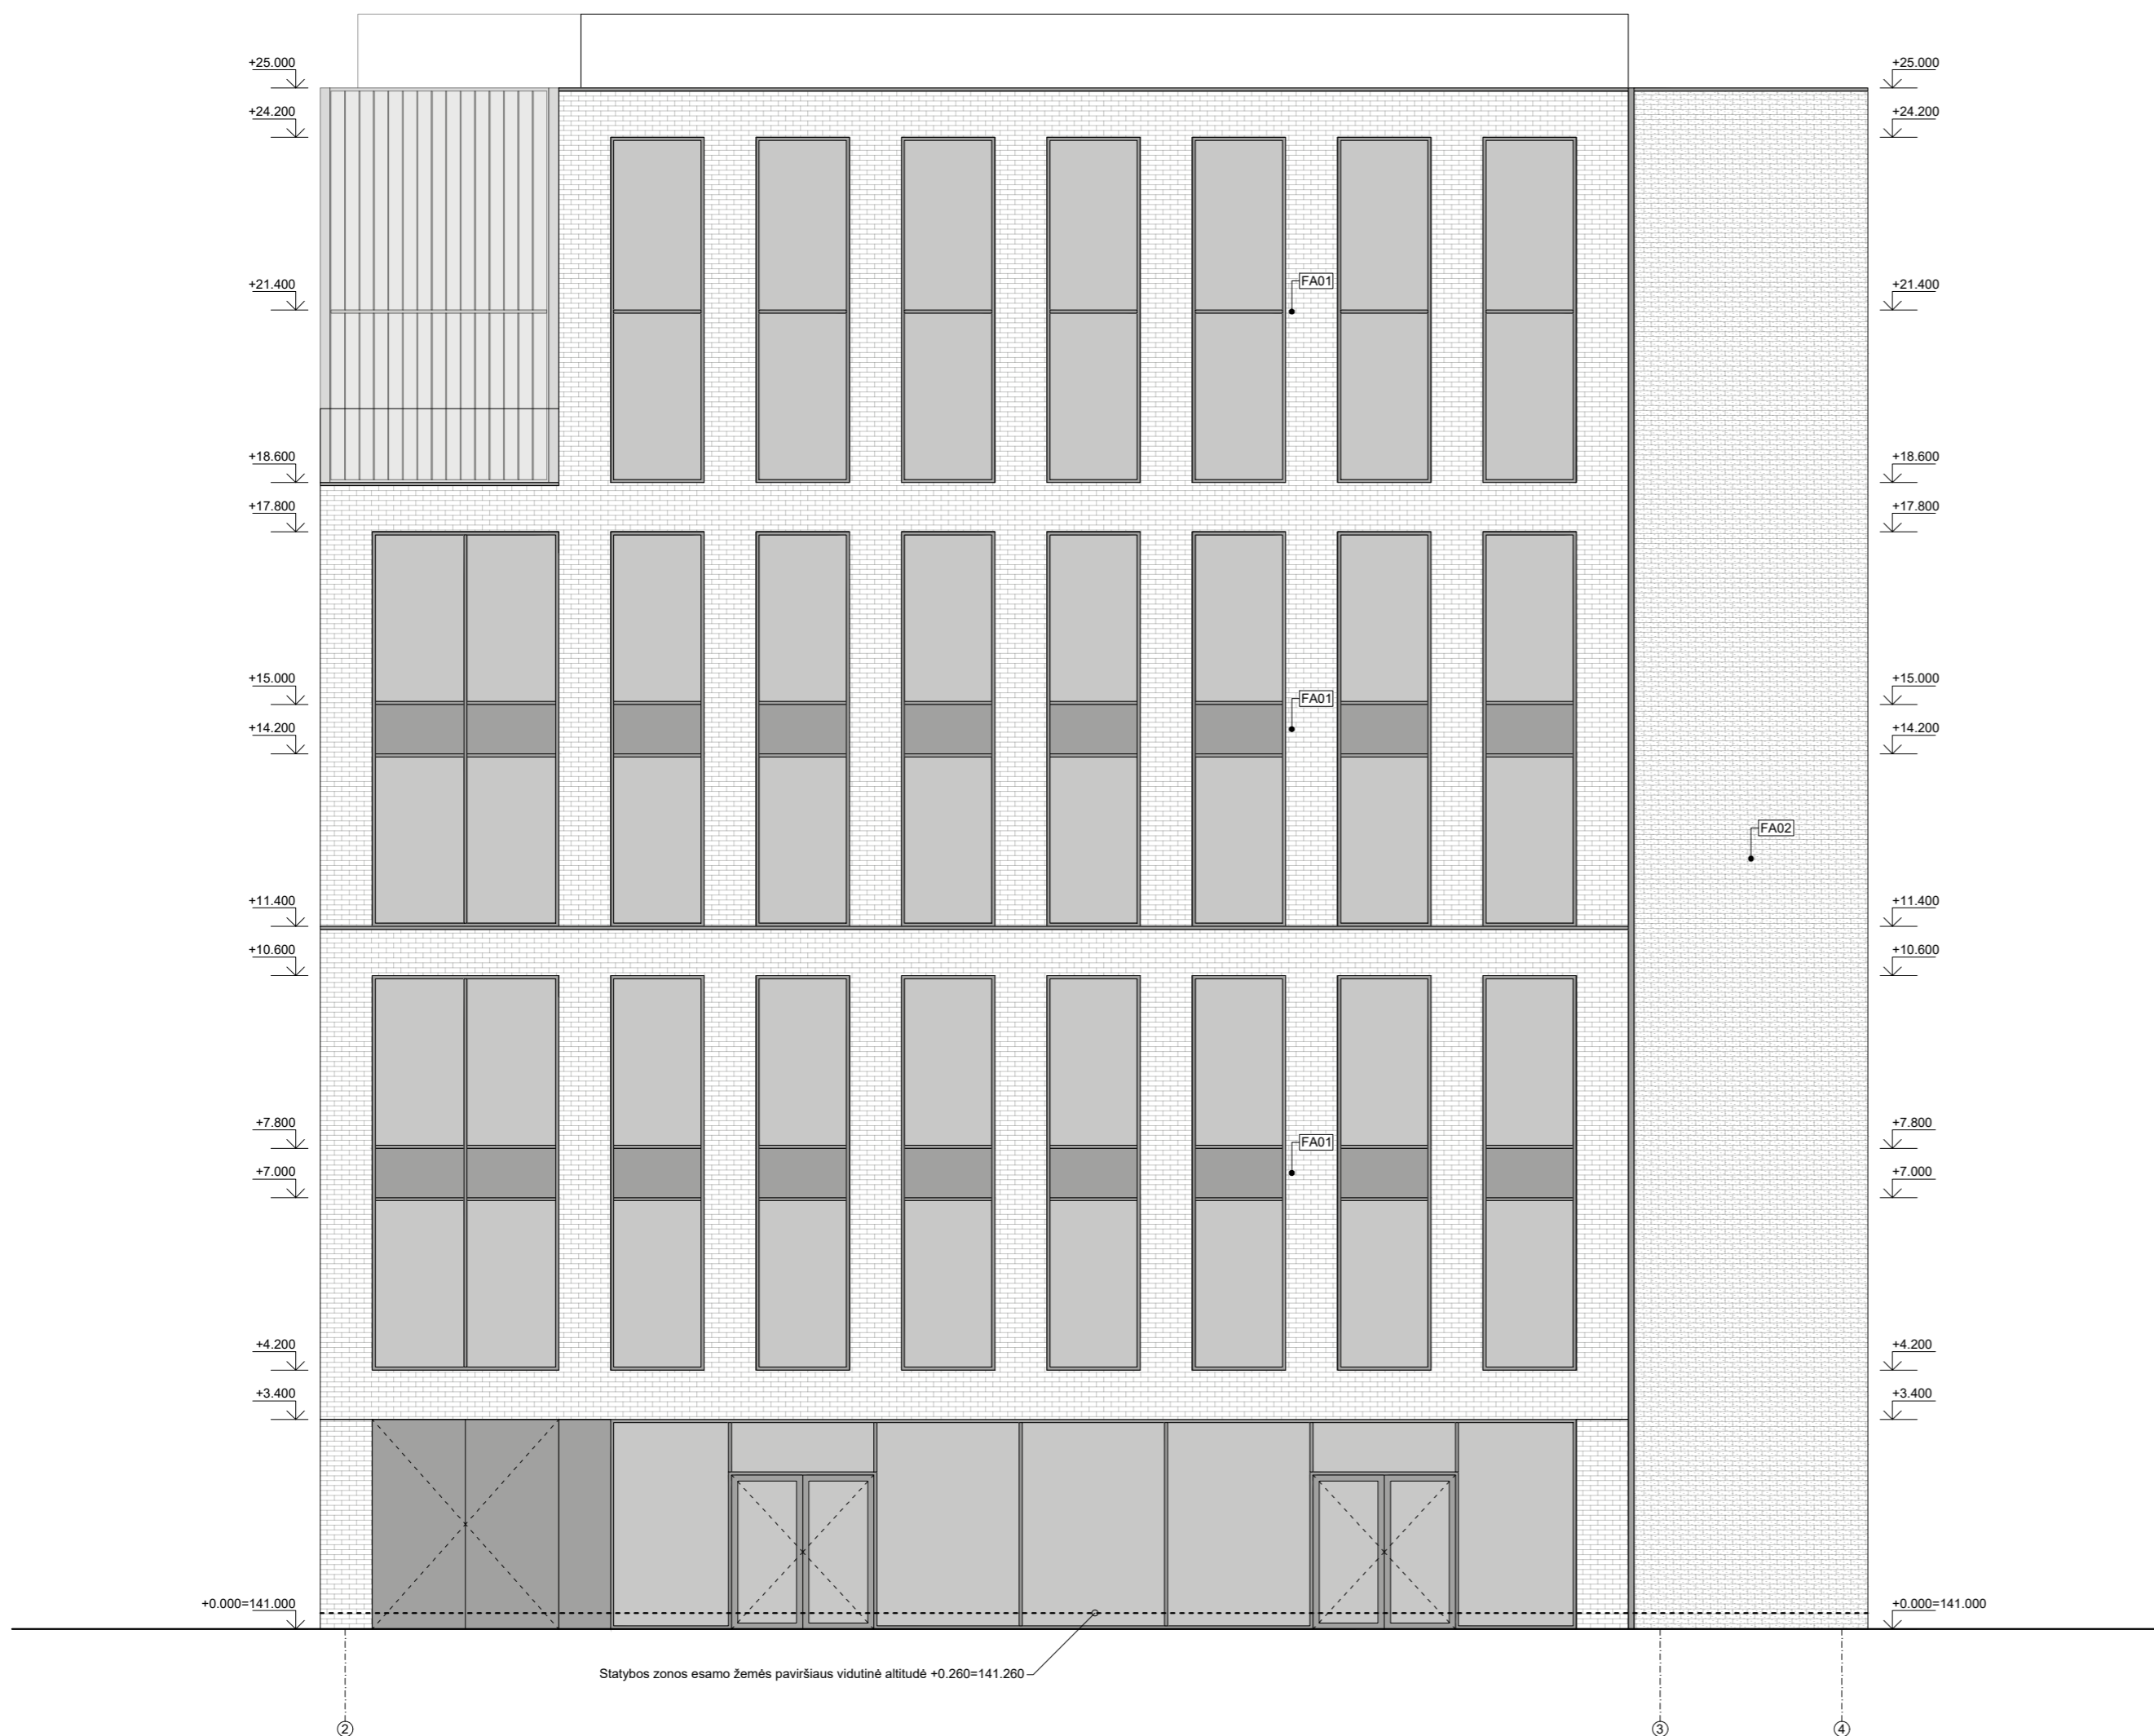 +25.000 +25.000
+24.200 +24.200
+21.400 FA01 +21.400
+18.600 +18.600
+17.800 +17.800
+15.000 FA01 +15.000
+14.200 +14.200
FA02
+11.400 +11.400
+10.600 +10.600
+7.800 FA01 +7.800
+7.000 +7.000
+4.200 +4.200
+3.400 +3.400
+0.000=141.000 +0.000=141.000
Statybos zonos esamo žemės paviršiaus vidutinė altitudė +0.260=141.260
2 3 4